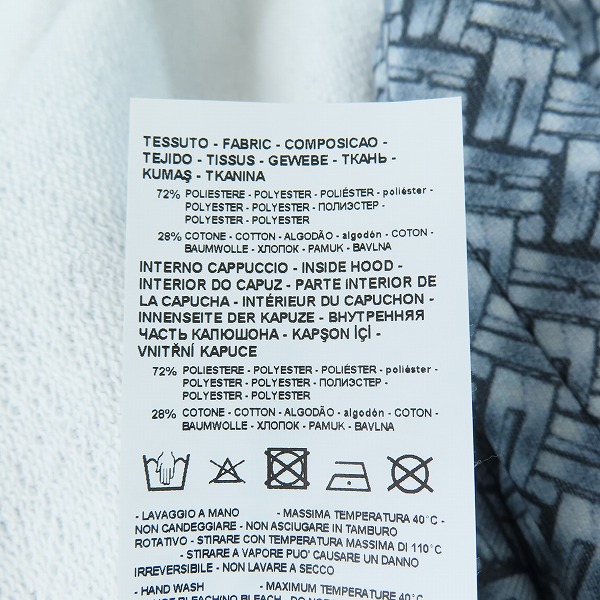 TESSUTO - FABRIC - COMPOSICAO -
TEJIDO - TISSUS - GEWEBE - ТКАНЬ -
KUMAŞ - TKANINA
72% POLIESTERE - POLYESTER - POLIÉSTER - poliéster -
POLYESTER - POLYESTER - ПОЛИЭСТЕР -
POLYESTER - POLYESTER
28% COTONE - COTTON - ALGODÃO - algodón - COTON -
BAUMWOLLE - ХЛОПОК - PAMUK - BAVLNA
INTERNO CAPPUCCIO - INSIDE HOOD -
INTERIOR DO CAPUZ - PARTE INTERIOR DE
LA CAPUCHA - INTÉRIEUR DU CAPUCHON -
INNENSEITE DER KAPUZE - ВНУТРЕННЯЯ
ЧАСТЬ КАПЮШОНА - KAPŞON İÇİ -
VNITŘNÍ KAPUCE
72% POLIESTERE - POLYESTER - POLIÉSTER - poliéster -
POLYESTER - POLYESTER - ПОЛИЭСТЕР -
POLYESTER - POLYESTER
28% COTONE - COTTON - ALGODÃO - algodón - COTON -
BAUMWOLLE - ХЛОПОК - PAMUK - BAVLNA
- LAVAGGIO A MANO - MASSIMA TEMPERATURA 40°C -
NON CANDEGGIARE - NON ASCIUGARE IN TAMBURO
ROTATIVO - STIRARE CON TEMPERATURA MASSIMA DI 110°C
- STIRARE A VAPORE PUO' CAUSARE UN DANNO
IRREVERSIBILE - NON LAVARE A SECCO
- HAND WASH - MAXIMUM TEMPERATURE 40°C
BLEACH - DO NOT